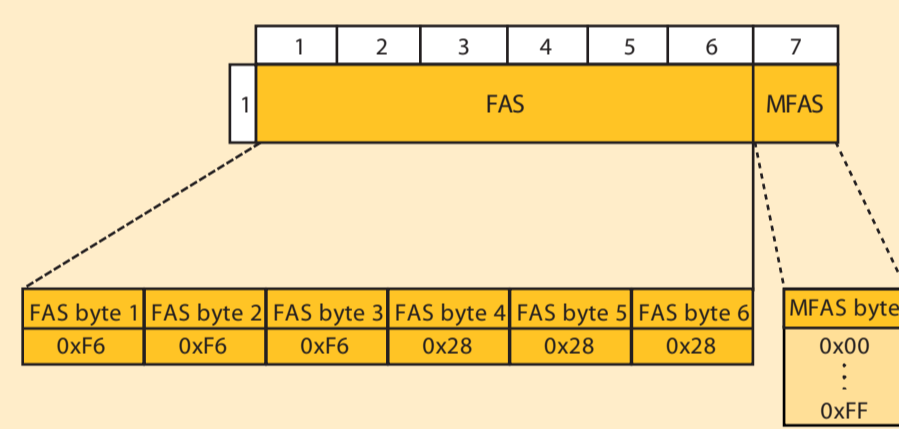 1 2 3 4 5 6 7
1 FAS MFAS
FAS byte 1 FAS byte 2 FAS byte 3 FAS byte 4 FAS byte 5 FAS byte 6 MFAS byte
0xF6 0xF6 0xF6 0x28 0x28 0x28 0x00
0xFF